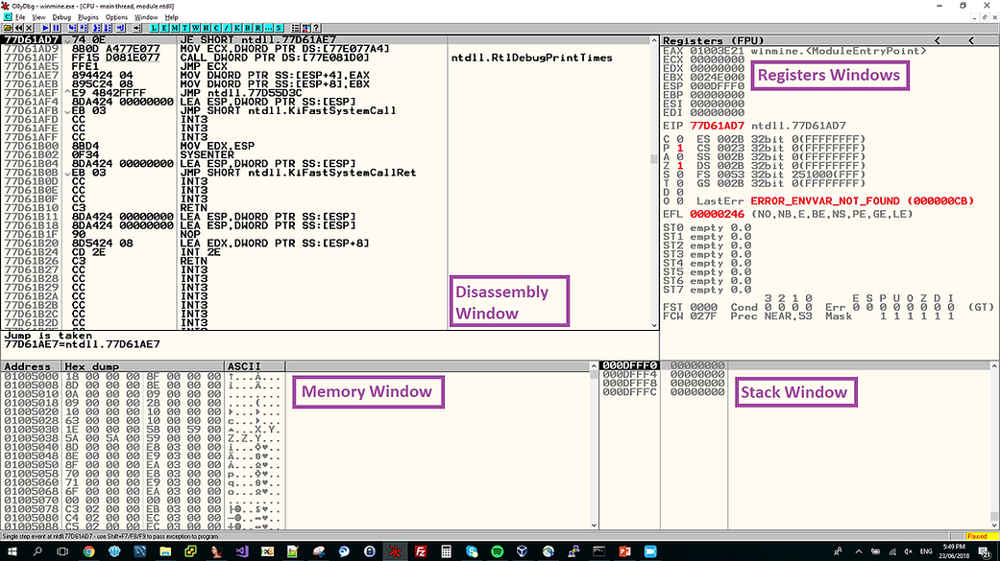 OllyDbg - winmine.exe - [CPU - main thread, module ntdll]
File View Debug Plugins Options Window Help
L E M T W H C / K B R ... S ?
77D61AD7 74 0E JE SHORT ntdll.77D61AE7
77D61AD9 8B0D A477E077 MOV ECX,DWORD PTR DS:[77E077A4]
77D61ADF FF15 D081E077 CALL DWORD PTR DS:[77E081D0] ntdll.RtlDebugPrintTimes
77D61AE5 FFE1 JMP ECX
77D61AE7 894424 04 MOV DWORD PTR SS:[ESP+4],EAX
77D61AEB 895C24 08 MOV DWORD PTR SS:[ESP+8],EBX
77D61AEF E9 4842FFFF JMP ntdll.77D55D3C
77D61AF4 8DA424 00000000 LEA ESP,DWORD PTR SS:[ESP]
77D61AFB EB 03 JMP SHORT ntdll.KiFastSystemCall
77D61AFD CC INT3
77D61AFE CC INT3
77D61AFF CC INT3
77D61B00 8BD4 MOV EDX,ESP
77D61B02 0F34 SYSENTER
77D61B04 8DA424 00000000 LEA ESP,DWORD PTR SS:[ESP]
77D61B0B EB 03 JMP SHORT ntdll.KiFastSystemCallRet
77D61B0D CC INT3
77D61B0E CC INT3
77D61B0F CC INT3
77D61B10 C3 RETN
77D61B11 8DA424 00000000 LEA ESP,DWORD PTR SS:[ESP]
77D61B18 8DA424 00000000 LEA ESP,DWORD PTR SS:[ESP]
77D61B1F 90 NOP
77D61B20 8D5424 08 LEA EDX,DWORD PTR SS:[ESP+8]
77D61B24 CD 2E INT 2E
77D61B26 C3 RETN
77D61B27 CC INT3
77D61B28 CC INT3
77D61B29 CC INT3
77D61B2A CC INT3
77D61B2B CC INT3
77D61B2C CC INT3
77D61B2D CC INT3
Disassembly
Window
Jump is taken
77D61AE7=ntdll.77D61AE7
Registers (FPU) < <
EAX 01003E21 winmine.<ModuleEntryPoint>
ECX 00000000
EDX 00000000
EBX 0024E000
ESP 000DFFF0
EBP 00000000
ESI 00000000
EDI 00000000
Registers Windows
EIP 77D61AD7 ntdll.77D61AD7
C 0 ES 002B 32bit 0(FFFFFFFF)
P 1 CS 0023 32bit 0(FFFFFFFF)
A 0 SS 002B 32bit 0(FFFFFFFF)
Z 1 DS 002B 32bit 0(FFFFFFFF)
S 0 FS 0053 32bit 251000(FFF)
T 0 GS 002B 32bit 0(FFFFFFFF)
D 0
O 0 LastErr ERROR_ENVVAR_NOT_FOUND (000000CB)
EFL 00000246 (NO,NB,E,BE,NS,PE,GE,LE)
ST0 empty 0.0
ST1 empty 0.0
ST2 empty 0.0
ST3 empty 0.0
ST4 empty 0.0
ST5 empty 0.0
ST6 empty 0.0
ST7 empty 0.0
3 2 1 0 E S P U O Z D I
FST 0000 Cond 0 0 0 0 Err 0 0 0 0 0 0 0 0 (GT)
FCW 027F Prec NEAR,53 Mask 1 1 1 1 1 1
Address Hex dump ASCII
01005000 18 00 00 00 8F 00 00 00
01005008 8D 00 00 00 8E 00 00 00
01005010 0A 00 00 00 09 00 00 00
01005018 09 00 00 00 28 00 00 00
01005020 10 00 00 00 10 00 00 00
01005028 63 00 00 00 10 00 00 00
01005030 1E 00 00 00 58 00 59 00
01005038 5A 00 5A 00 59 00 00 00
01005040 8D 00 00 00 E8 03 00 00
01005048 8E 00 00 00 E9 03 00 00
01005050 8F 00 00 00 EA 03 00 00
01005058 70 00 00 00 E8 03 00 00
01005060 71 00 00 00 E9 03 00 00
01005068 6F 00 00 00 EA 03 00 00
01005070 00 00 00 00 00 00 00 00
01005078 C3 02 00 00 EB 03 00 00
01005080 C4 02 00 00 EC 03 00 00
01005088 C5 02 00 00 EC 03 00 00
Memory Window
000DFFF0 00000000
000DFFF4 00000000
000DFFF8 00000000
000DFFFC 00000000
Stack Window
Single step event at ntdll.77D61AD7 - use Shift+F7/F8/F9 to pass exception to program
Paused
ENG
5:49 PM
23/06/2018
21